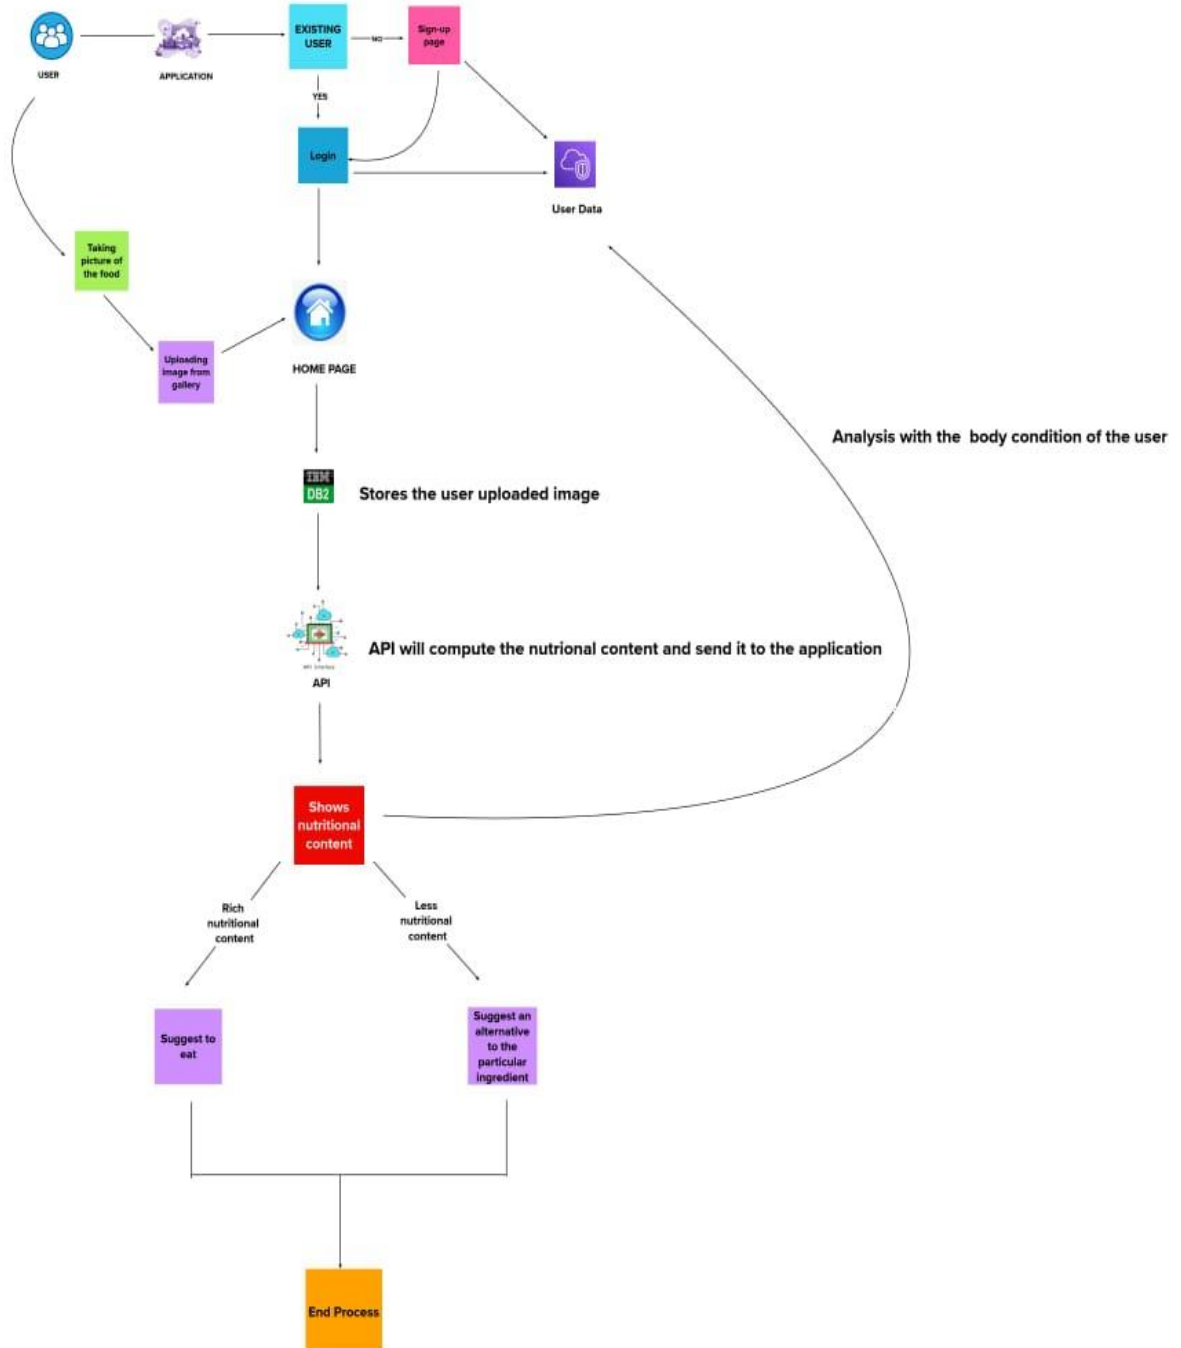 EXISTING
USER
NO
Sign-up
page
USER
APPLICATION
YES
Login
User Data
Taking
picture of
the food
Uploading
image from
gallery
HOME PAGE
Analysis with the  body condition of the user
IBM
DB2
Stores the user uploaded image
API will compute the nutrional content and send it to the application
API
Shows
nutritional
content
Rich
nutritional
content
Less
nutritional
content
Suggest to
eat
Suggest an
alternative
to the
particular
ingredient
End Process